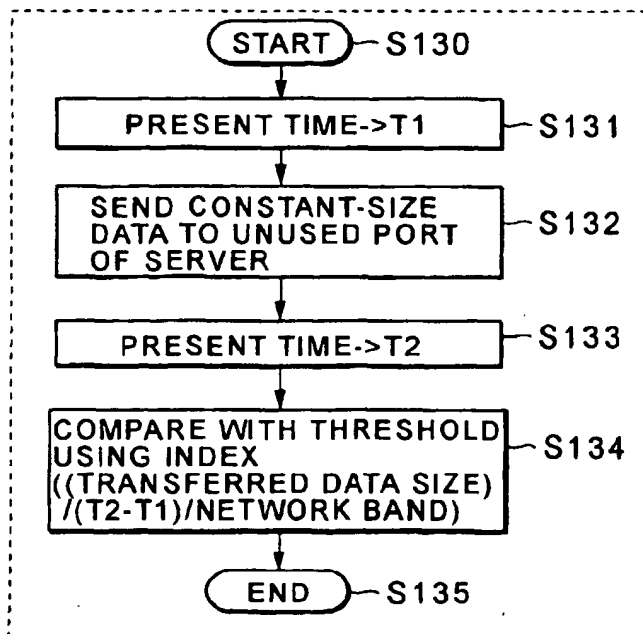 START S130
PRESENT TIME->T1 S131
SEND CONSTANT-SIZE
DATA TO UNUSED PORT S132
OF SERVER
PRESENT TIME->T2 S133
COMPARE WITH THRESHOLD
USING INDEX S134
((TRANSFERRED DATA SIZE)
/(T2-T1)/NETWORK BAND)
END S135